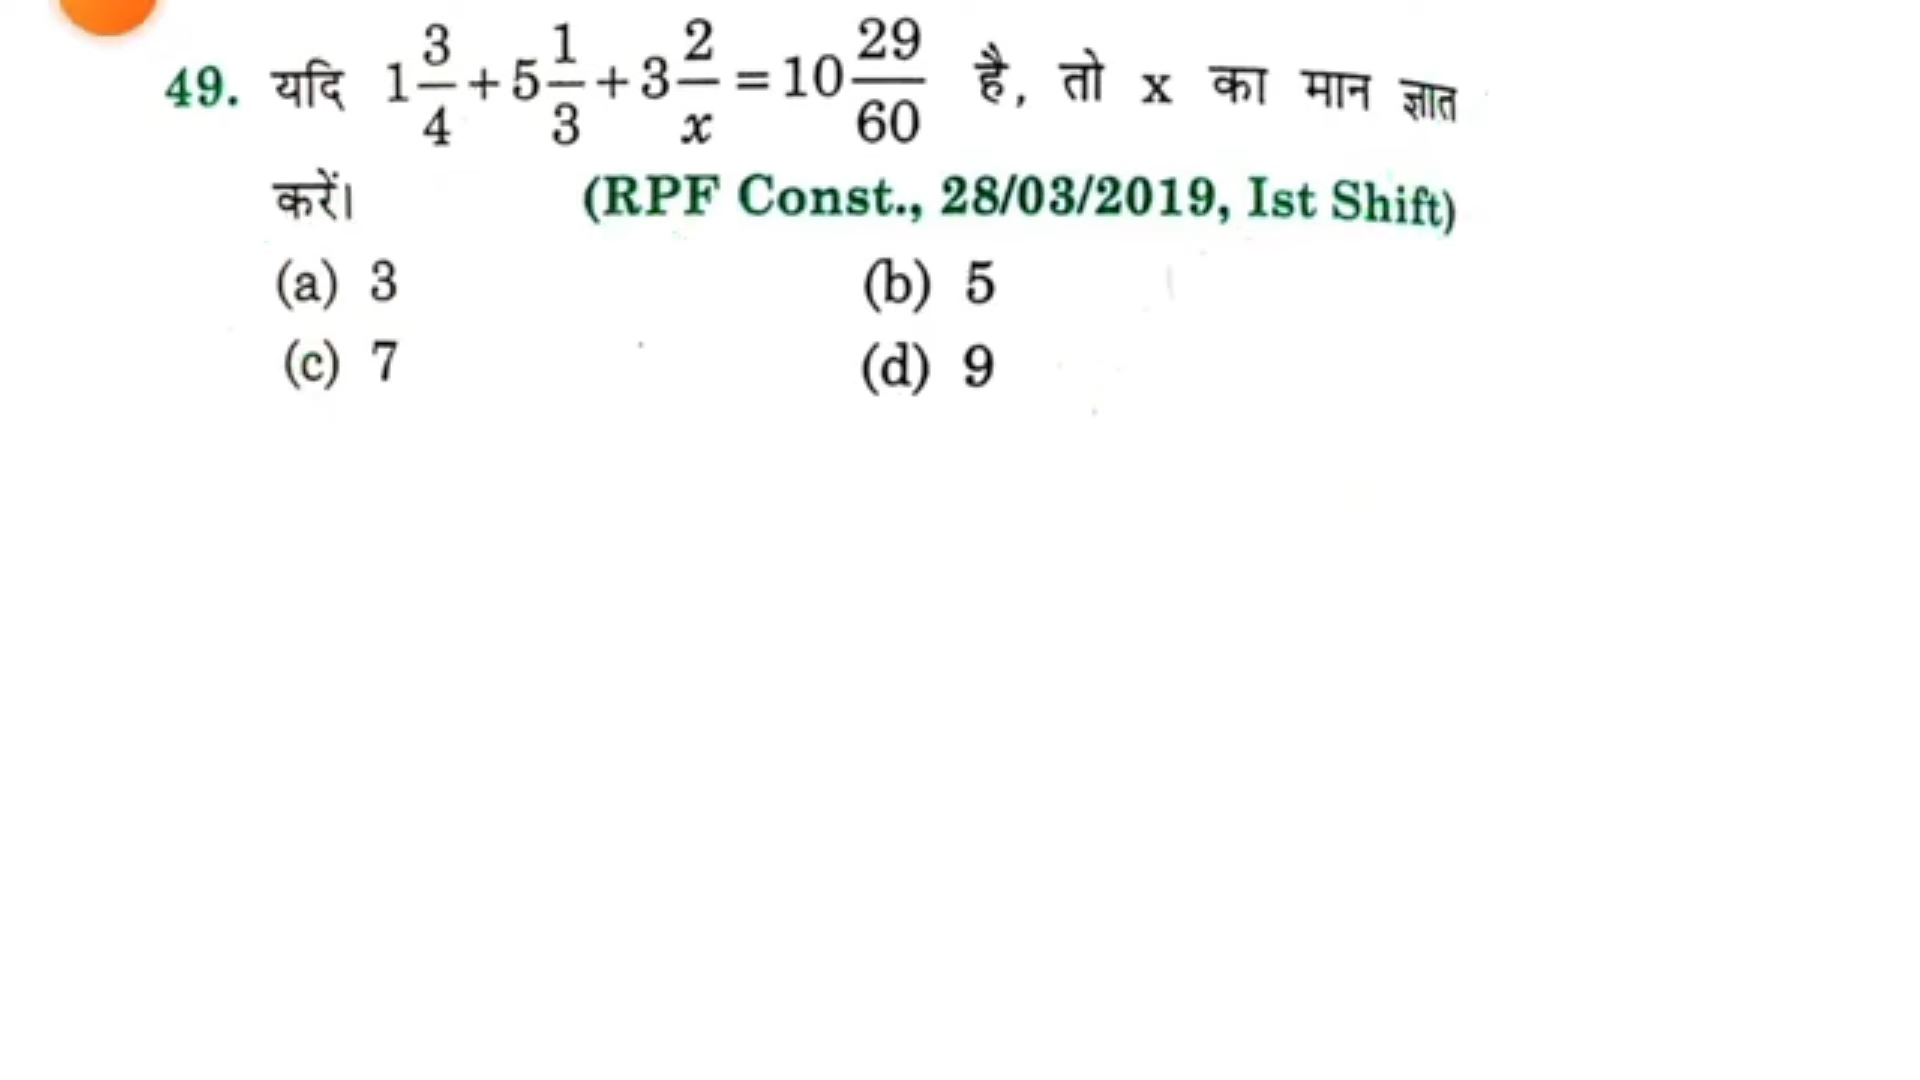 49. यदि 1 3/4 + 5 1/3 + 3 2/x = 10 29/60 है, तो x का मान ज्ञात
करें। (RPF Const., 28/03/2019, Ist Shift)
(a) 3 (b) 5
(c) 7 (d) 9